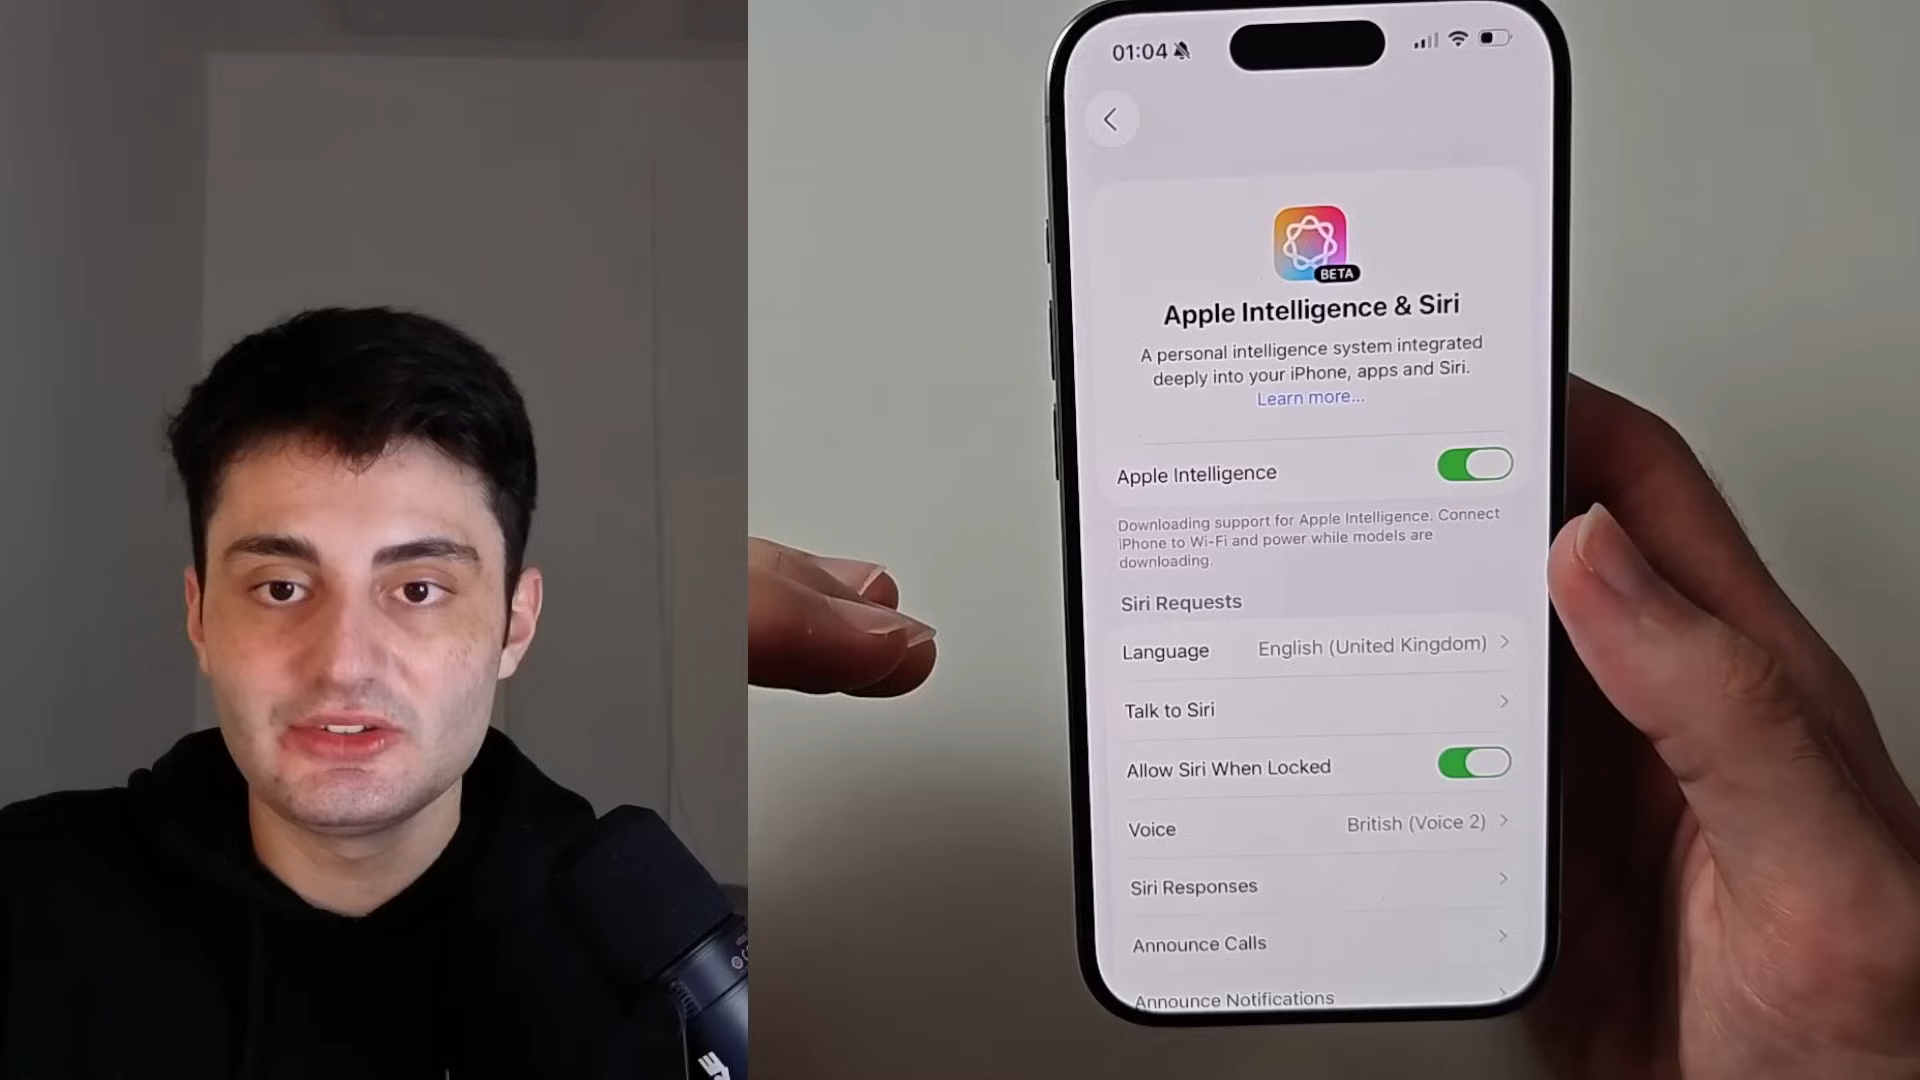 01:04
BETA
Apple Intelligence & Siri
A personal intelligence system integrated
deeply into your iPhone, apps and Siri.
Learn more...
Apple Intelligence
Downloading support for Apple Intelligence. Connect
iPhone to Wi-Fi and power while models are
downloading.
Siri Requests
Language English (United Kingdom)
Talk to Siri
Allow Siri When Locked
Voice British (Voice 2)
Siri Responses
Announce Calls
Announce Notifications